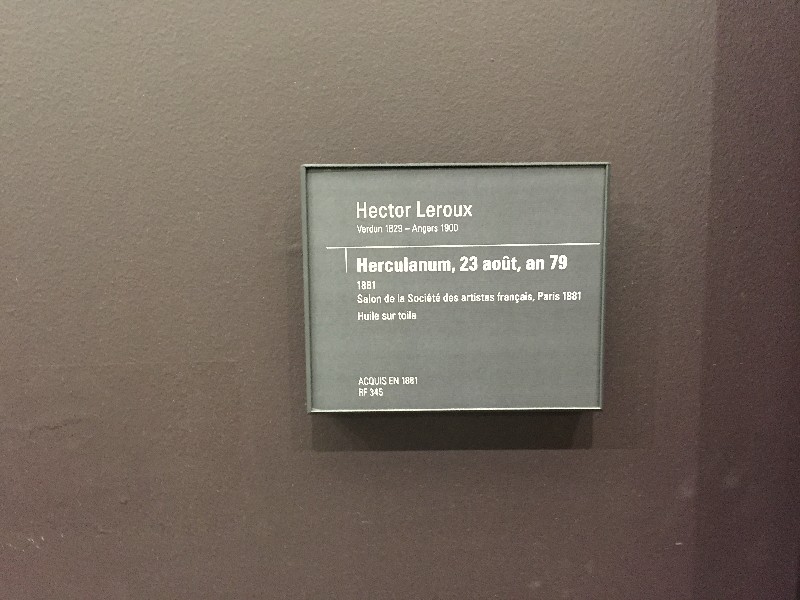 Hector Leroux
Verdun 1829 – Angers 1900
Herculanum, 23 août, an 79
1881
Salon de la Société des artistes français, Paris 1881
Huile sur toile
ACQUIS EN 1881
RF 345